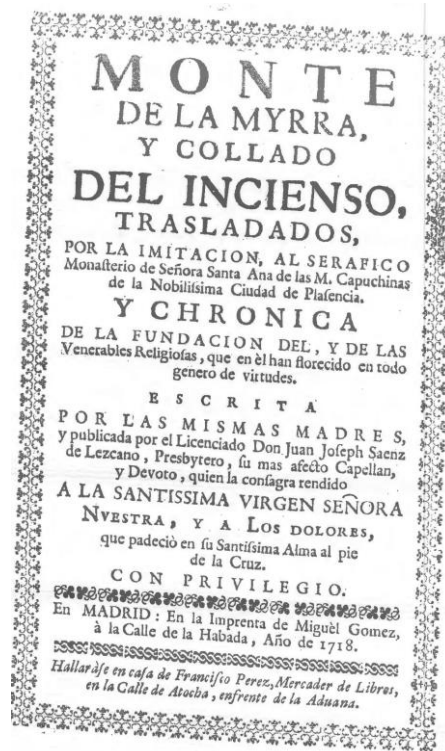 MONTE
DE LA MYRRA,
Y COLLADO
DEL INCIENSO,
TRASLADADOS,
POR LA IMITACION, AL SERAFICO
Monaſterio de Señora Santa Ana de las M. Capuchinas
de la Nobiliſsima Ciudad de Plaſencia.
Y CHRONICA
DE LA FUNDACION DEL, Y DE LAS
Venerables Religioſas, que en èl han florecido en todo
genero de virtudes.
ESCRITA
POR LAS MISMAS MADRES,
y publicada por el Licenciado Don Juan Joſeph Saenz
de Lezcano, Presbytero, ſu mas afecto Capellan,
y Devoto, quien la conſagra rendido
A LA SANTISSIMA VIRGEN SEÑORA
NVESTRA, Y A LOS DOLORES,
que padeciò en ſu Santiſsima Alma al pie
de la Cruz.
CON PRIVILEGIO.
En MADRID: En la Imprenta de Miguèl Gomez,
à la Calle de la Habada, Año de 1718.
Hallaràſe en caſa de Franciſco Perez, Mercader de Libros,
en la Calle de Atocha, enfrente de la Aduana.